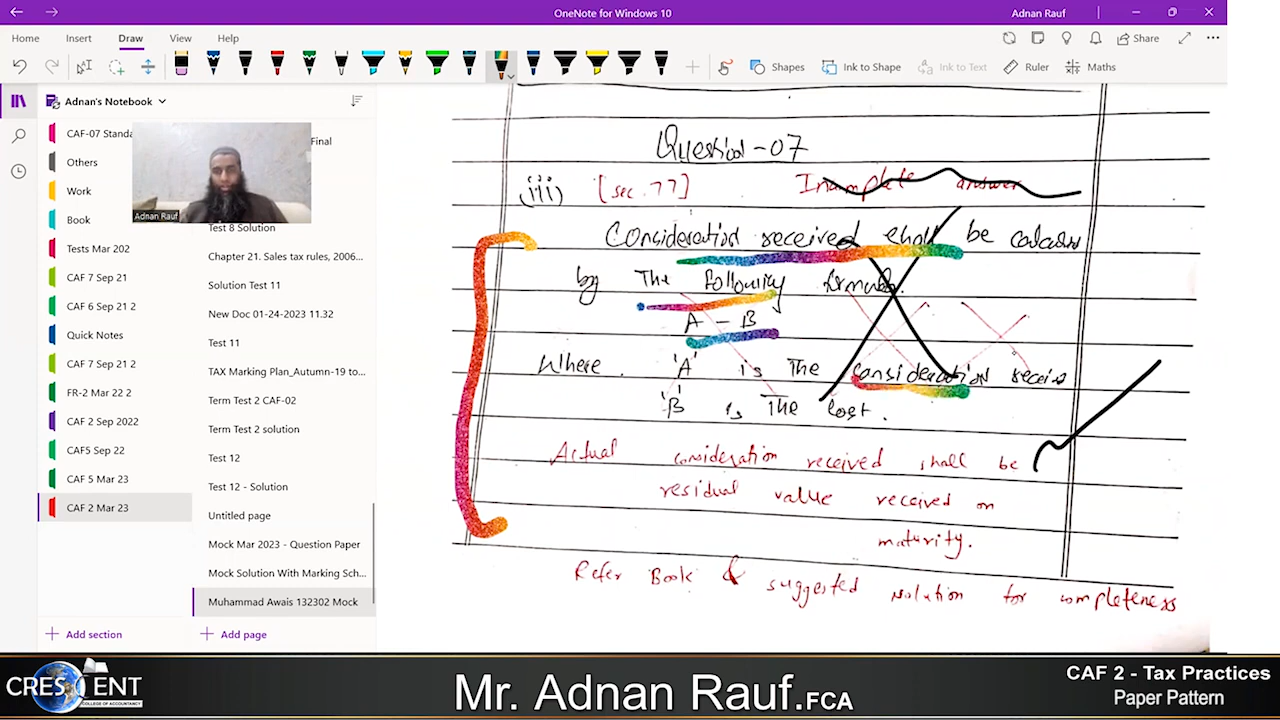 OneNote for Windows 10
Adnan Rauf
Home Insert Draw View Help
Share
Shapes
Ink to Shape
Ink to Text
Ruler
Maths
Adnan's Notebook
CAF-07 Standa
Others
Work
Book
Tests Mar 202
CAF 7 Sep 21
CAF 6 Sep 21 2
Quick Notes
CAF 7 Sep 21 2
FR-2 Mar 22 2
CAF 2 Sep 2022
CAF5 Sep 22
CAF 5 Mar 23
CAF 2 Mar 23
Add section
Final
Adnan Rauf
Test 8 Solution
Chapter 21. Sales tax rules, 2006...
Solution Test 11
New Doc 01-24-2023 11.32
Test 11
TAX Marking Plan_Autumn-19 to...
Term Test 2 CAF-02
Term Test 2 solution
Test 12
Test 12 - Solution
Untitled page
Mock Mar 2023 - Question Paper
Mock Solution With Marking Sch...
Muhammad Awais 132302 Mock
Add page
Question-07
(iii) [sec.77] answer
Consideration received shall be
by The following formula.
A - B
Where. 'A' is The Consideration
'B' is The cost.
Actual consideration received shall be
residual value received on
maturity.
Refer Book & suggested solution for completeness
CRESCENT
COLLEGE OF ACCOUNTANCY
Mr. Adnan Rauf.FCA
CAF 2 - Tax Practices
Paper Pattern